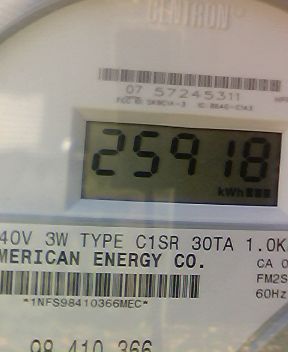 CENTRON
07 57245311
25918
kWh
40V 3W TYPE C1SR 30TA 1.0K
MERICAN ENERGY CO.
CA 0
FM2S
*1NFS98410366MEC*
60Hz
98 410 366